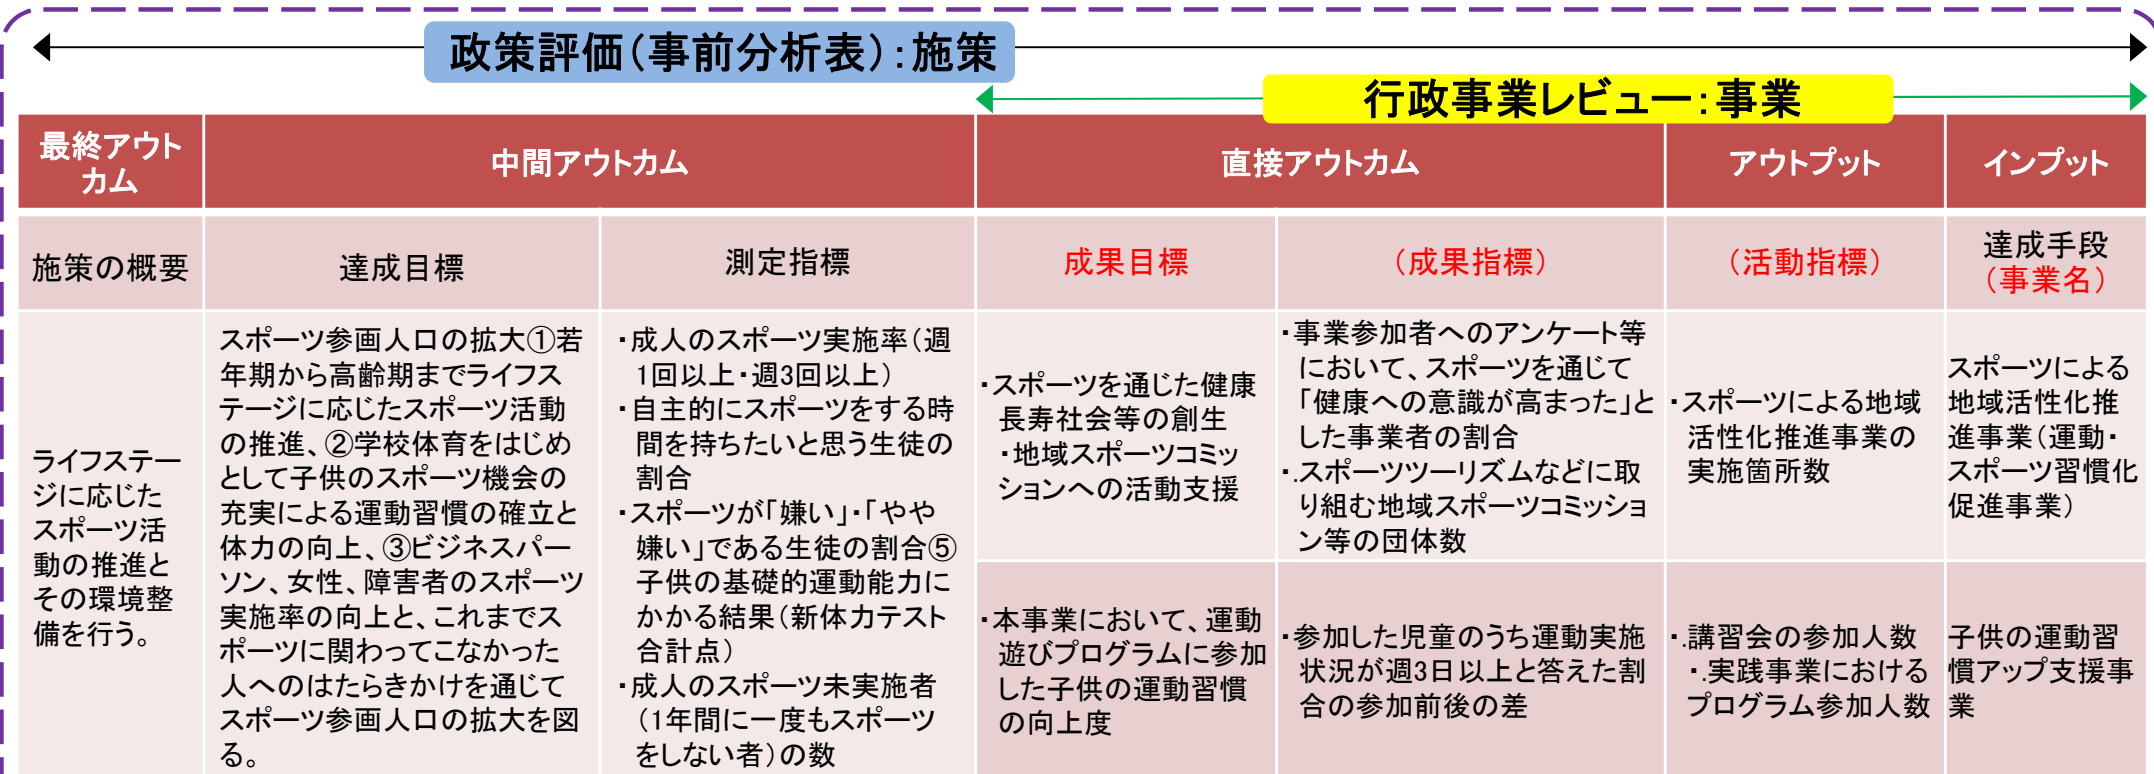 政策評価(事前分析表):施策
行政事業レビュー:事業
最終アウト
カム
中間アウトカム
直接アウトカム
アウトプット
インプット
施策の概要
達成目標
測定指標
成果目標
(成果指標)
(活動指標)
達成手段
(事業名)
ライフステー
ジに応じた
スポーツ活
動の推進と
その環境整
備を行う。
スポーツ参画人口の拡大①若
年期から高齢期までライフス
テージに応じたスポーツ活動
の推進、②学校体育をはじめ
として子供のスポーツ機会の
充実による運動習慣の確立と
体力の向上、③ビジネスパー
ソン、女性、障害者のスポーツ
実施率の向上と、これまでス
ポーツに関わってこなかった
人へのはたらきかけを通じて
スポーツ参画人口の拡大を図
る。
・成人のスポーツ実施率(週
1回以上・週3回以上)
・自主的にスポーツをする時
間を持ちたいと思う生徒の
割合
・スポーツが「嫌い」・「やや
嫌い」である生徒の割合⑤
子供の基礎的運動能力に
かかる結果(新体力テスト
合計点)
・成人のスポーツ未実施者
(1年間に一度もスポーツ
をしない者)の数
・スポーツを通じた健康
長寿社会等の創生
・地域スポーツコミッ
ションへの活動支援
・事業参加者へのアンケート等
において、スポーツを通じて
「健康への意識が高まった」と
した事業者の割合
・.スポーツツーリズムなどに取
り組む地域スポーツコミッショ
ン等の団体数
・スポーツによる地域
活性化推進事業の
実施箇所数
スポーツによる
地域活性化推
進事業(運動・
スポーツ習慣化
促進事業)
・本事業において、運動
遊びプログラムに参加
した子供の運動習慣
の向上度
・参加した児童のうち運動実施
状況が週3日以上と答えた割
合の参加前後の差
・.講習会の参加人数
・.実践事業における
プログラム参加人数
子供の運動習
慣アップ支援事
業